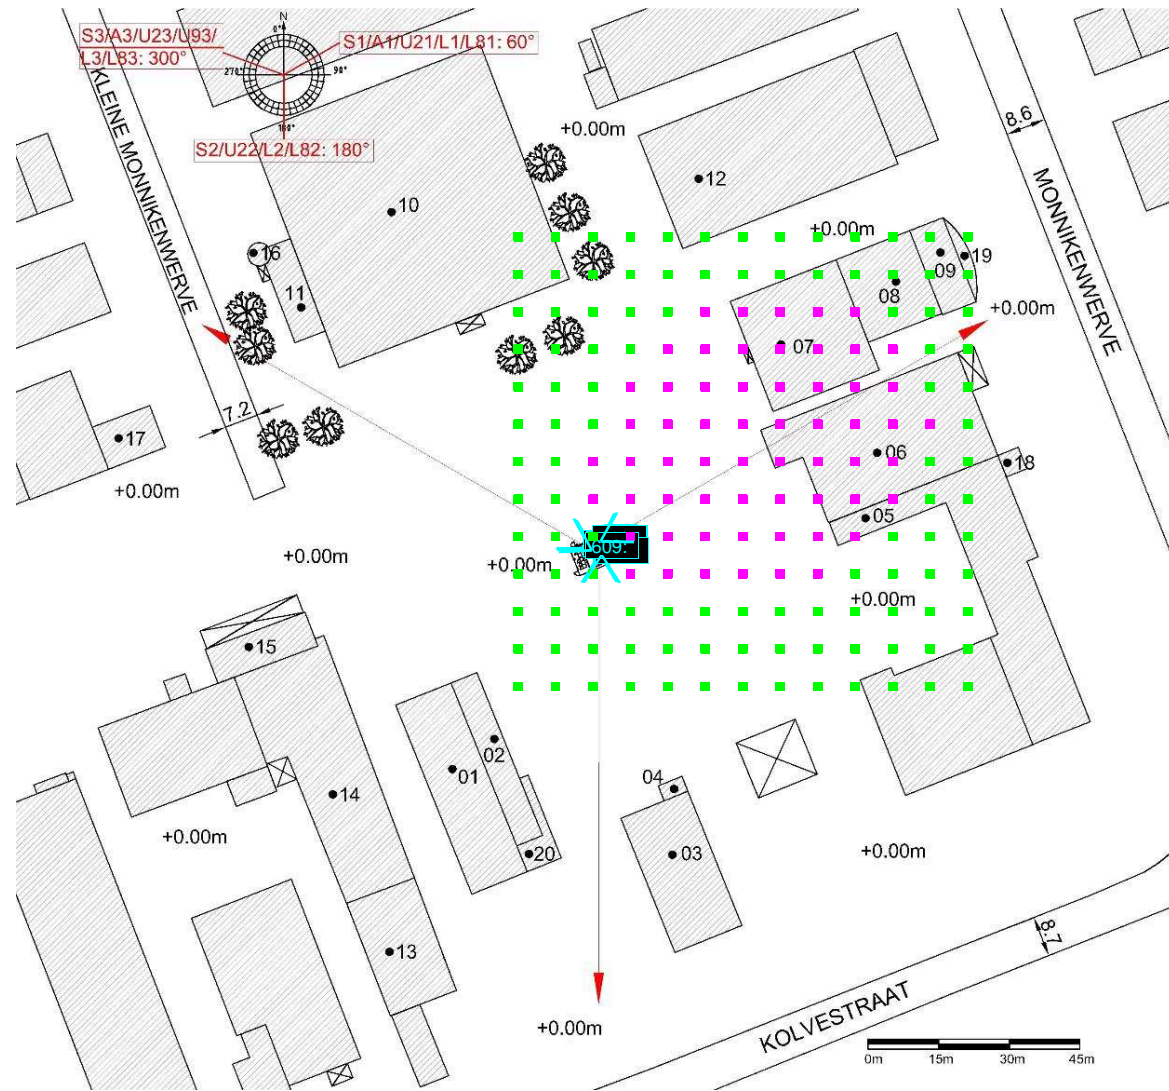 N
0°
S3/A3/U23/U93/
L3/L83: 300°
S1/A1/U21/L1/L81: 60°
270°
90°
180°
S2/U22/L2/L82: 180°
KLEINE MONNIKENWERVE
+0.00m
8.6
MONNIKENWERVE
12
10
+0.00m
16
09
19
08
11
+0.00m
07
7.2
17
06
18
+0.00m
05
609:
+0.00m
+0.00m
+0.00m
15
02
01
04
14
+0.00m
03
20
+0.00m
13
8.7
KOLVESTRAAT
+0.00m
0m
15m
30m
45m